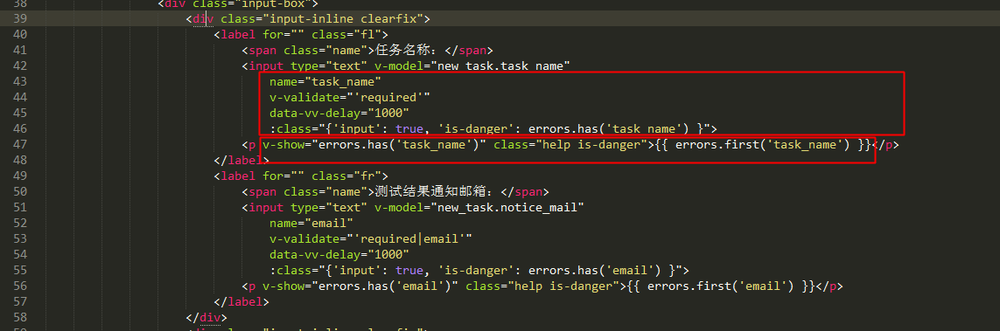 38 <div class="input-box">
39 <div class="input-inline clearfix">
40 <label for="" class="fl">
41 <span class="name">任务名称：</span>
42 <input type="text" v-model="new_task.task_name"
43 name="task_name"
44 v-validate="'required'"
45 data-vv-delay="1000"
46 :class="{'input': true, 'is-danger': errors.has('task_name') }">
47 <p v-show="errors.has('task_name')" class="help is-danger">{{ errors.first('task_name') }}</p>
48 </label>
49 <label for="" class="fr">
50 <span class="name">测试结果通知邮箱：</span>
51 <input type="text" v-model="new_task.notice_mail"
52 name="email"
53 v-validate="'required|email'"
54 data-vv-delay="1000"
55 :class="{'input': true, 'is-danger': errors.has('email') }">
56 <p v-show="errors.has('email')" class="help is-danger">{{ errors.first('email') }}</p>
57 </label>
58 </div>
59 <div class="input-inline clearfix">